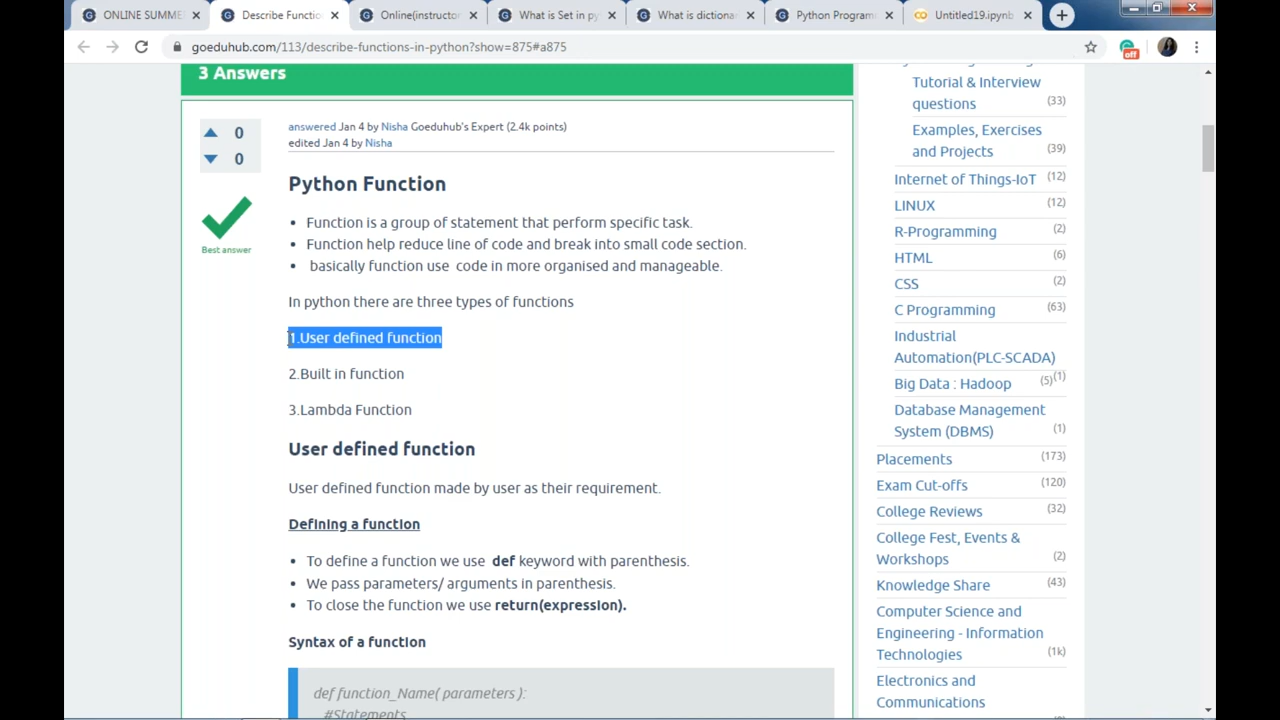 ONLINE SUMME
Describe Functio
Online(instructor
What is Set in py
What is dictiona
Python Program
Untitled19.ipynb
goeduhub.com/113/describe-functions-in-python?show=875#a875
off
3 Answers
0
0
Best answer
answered Jan 4 by Nisha Goeduhub's Expert (2.4k points)
edited Jan 4 by Nisha
Python Function
• Function is a group of statement that perform specific task.
• Function help reduce line of code and break into small code section.
• basically function use code in more organised and manageable.
In python there are three types of functions
1.User defined function
2.Built in function
3.Lambda Function
User defined function
User defined function made by user as their requirement.
Defining a function
• To define a function we use def keyword with parenthesis.
• We pass parameters/ arguments in parenthesis.
• To close the function we use return(expression).
Syntax of a function
def function_Name( parameters ):
#Statements
Tutorial & Interview
questions (33)
Examples, Exercises
and Projects (39)
Internet of Things-IoT (12)
LINUX (12)
R-Programming (2)
HTML (6)
CSS (2)
C Programming (63)
Industrial
Automation(PLC-SCADA) (1)
Big Data : Hadoop (5)
Database Management
System (DBMS) (1)
Placements (173)
Exam Cut-offs (120)
College Reviews (32)
College Fest, Events &
Workshops (2)
Knowledge Share (43)
Computer Science and
Engineering - Information
Technologies (1k)
Electronics and
Communications